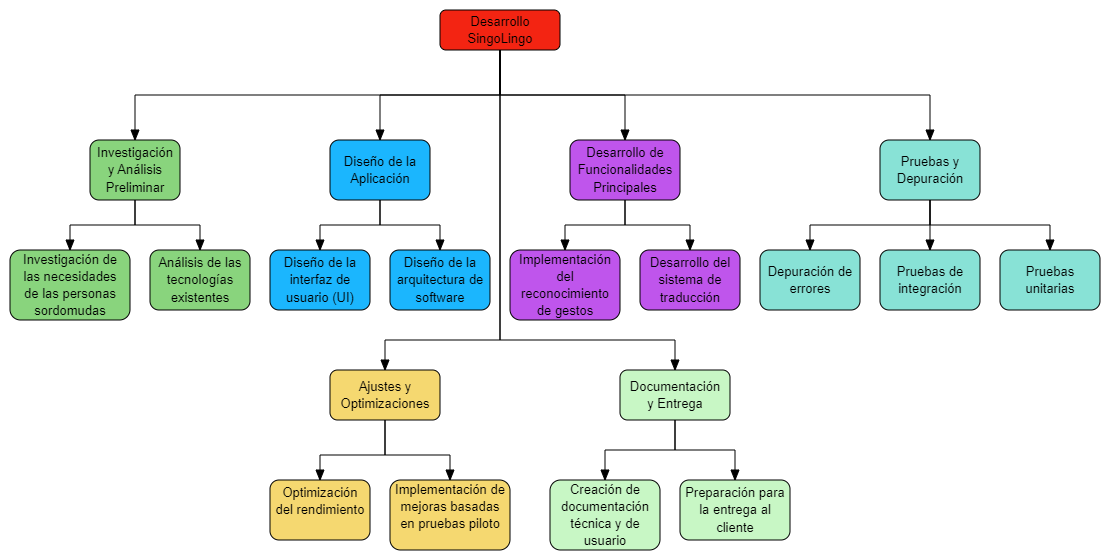 Desarrollo
SingoLingo
Investigación
y Análisis
Preliminar
Diseño de la
Aplicación
Desarrollo de
Funcionalidades
Principales
Pruebas y
Depuración
Investigación de
las necesidades
de las personas
sordomudas
Análisis de las
tecnologías
existentes
Diseño de la
interfaz de
usuario (UI)
Diseño de la
arquitectura de
software
Implementación
del
reconocimiento
de gestos
Desarrollo del
sistema de
traducción
Depuración de
errores
Pruebas de
integración
Pruebas
unitarias
Ajustes y
Optimizaciones
Documentación
y Entrega
Optimización
del rendimiento
Implementación de
mejoras basadas
en pruebas piloto
Creación de
documentación
técnica y de
usuario
Preparación para
la entrega al
cliente